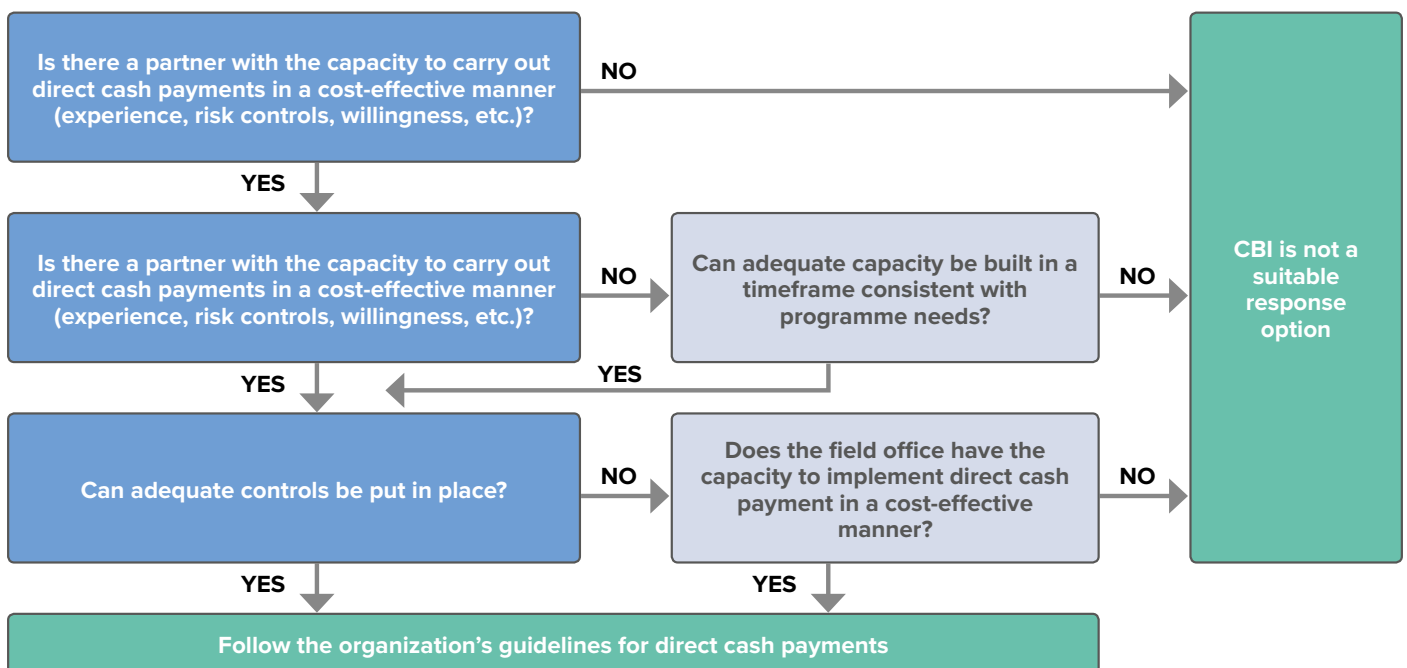 Is there a partner with the capacity to carry out
direct cash payments in a cost-effective manner
(experience, risk controls, willingness, etc.)?
NO
YES
Is there a partner with the capacity to carry out
direct cash payments in a cost-effective manner
(experience, risk controls, willingness, etc.)?
NO
Can adequate capacity be built in a
timeframe consistent with
programme needs?
NO
CBI is not a
suitable
response
option
YES
YES
Can adequate controls be put in place?
NO
Does the field office have the
capacity to implement direct cash
payment in a cost-effective
manner?
NO
YES
YES
Follow the organization’s guidelines for direct cash payments